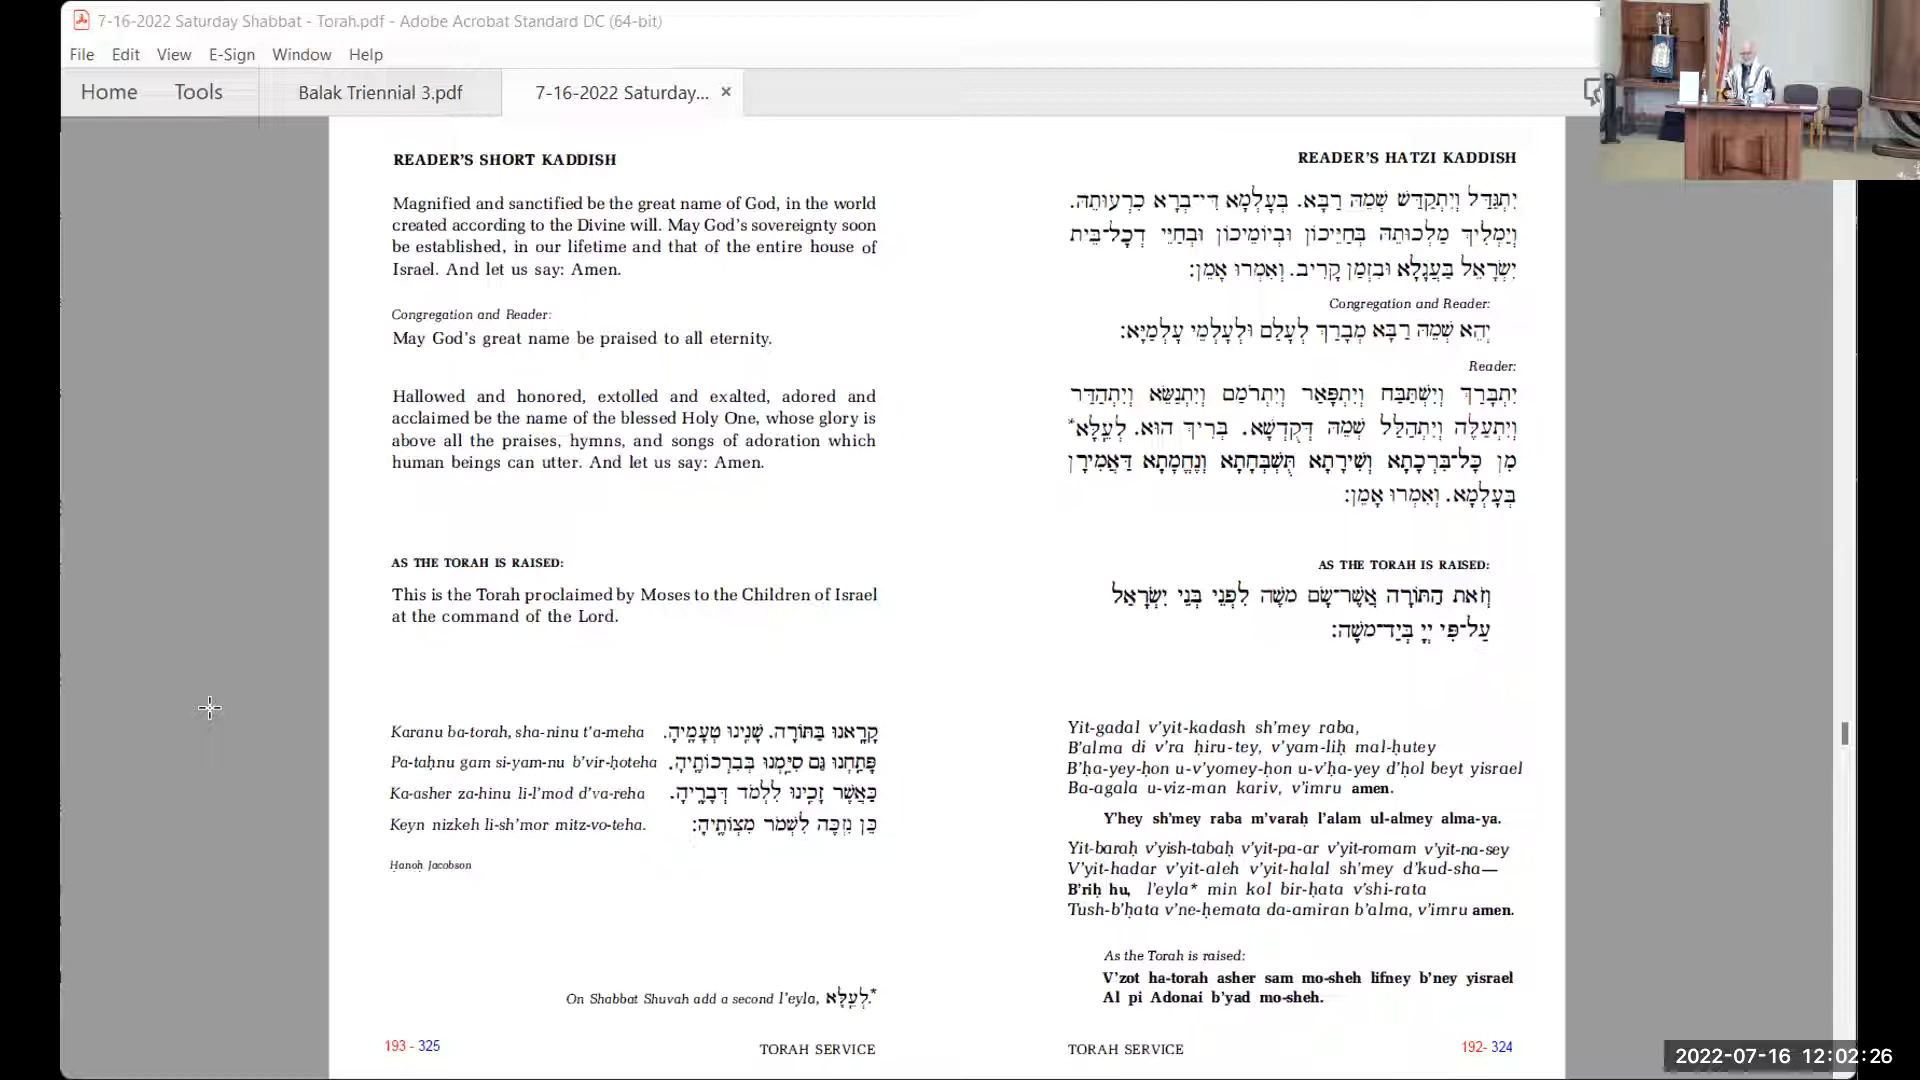 7-16-2022 Saturday Shabbat - Torah.pdf - Adobe Acrobat Standard DC (64-bit)
File Edit View E-Sign Window Help
Home Tools Balak Triennial 3.pdf 7-16-2022 Saturday... ×
READER'S SHORT KADDISH
Magnified and sanctified be the great name of God, in the world
created according to the Divine will. May God's sovereignty soon
be established, in our lifetime and that of the entire house of
Israel. And let us say: Amen.
Congregation and Reader:
May God's great name be praised to all eternity.
Hallowed and honored, extolled and exalted, adored and
acclaimed be the name of the blessed Holy One, whose glory is
above all the praises, hymns, and songs of adoration which
human beings can utter. And let us say: Amen.
AS THE TORAH IS RAISED:
This is the Torah proclaimed by Moses to the Children of Israel
at the command of the Lord.
Karanu ba-torah, sha-ninu t'a-meha קָרָאנוּ בַּתּוֹרָה. שָׁנִינוּ טְעָמֶיהָ.
Pa-taḥnu gam si-yam-nu b'vir-ḥoteha פָּתַחְנוּ גַּם סִיַּמְנוּ בְּבִרְכוֹתֶיהָ.
Ka-asher za-hinu li-l'mod d'va-reha כַּאֲשֶׁר זָכִינוּ לִלְמֹד דְּבָרֶיהָ.
Keyn nizkeh li-sh'mor mitz-vo-teha. כֵּן נִזְכֶּה לִשְׁמֹר מִצְוֹתֶיהָ:
Ḥanoḥ Jacobson
On Shabbat Shuvah add a second l'eyla, לְעֵלָּא.*
193 - 325 TORAH SERVICE
READER'S HATZI KADDISH
יִתְגַּדַּל וְיִתְקַדַּשׁ שְׁמֵהּ רַבָּא. בְּעָלְמָא דִּי־בְרָא כִרְעוּתֵהּ.
וְיַמְלִיךְ מַלְכוּתֵהּ בְּחַיֵּיכוֹן וּבְיוֹמֵיכוֹן וּבְחַיֵּי דְכָל־בֵּית
יִשְׂרָאֵל בַּעֲגָלָא וּבִזְמַן קָרִיב. וְאִמְרוּ אָמֵן:
Congregation and Reader:
יְהֵא שְׁמֵהּ רַבָּא מְבָרַךְ לְעָלַם וּלְעָלְמֵי עָלְמַיָּא:
Reader:
יִתְבָּרַךְ וְיִשְׁתַּבַּח וְיִתְפָּאַר וְיִתְרֹמַם וְיִתְנַשֵּׂא וְיִתְהַדַּר
וְיִתְעַלֶּה וְיִתְהַלַּל שְׁמֵהּ דְּקֻדְשָׁא. בְּרִיךְ הוּא. לְעֵלָּא*
מִן כָּל־בִּרְכָתָא וְשִׁירָתָא תֻּשְׁבְּחָתָא וְנֶחֱמָתָא דַּאֲמִירָן
בְּעָלְמָא. וְאִמְרוּ אָמֵן:
AS THE TORAH IS RAISED:
וְזֹאת הַתּוֹרָה אֲשֶׁר־שָׂם מֹשֶׁה לִפְנֵי בְּנֵי יִשְׂרָאֵל
עַל־פִּי יְיָ בְּיַד־מֹשֶׁה:
Yit-gadal v'yit-kadash sh'mey raba,
B'alma di v'ra ḥiru-tey, v'yam-liḥ mal-ḥutey
B'ḥa-yey-ḥon u-v'yomey-ḥon u-v'ḥa-yey d'ḥol beyt yisrael
Ba-agala u-viz-man kariv, v'imru amen.
Y'hey sh'mey raba m'varaḥ l'alam ul-almey alma-ya.
Yit-baraḥ v'yish-tabaḥ v'yit-pa-ar v'yit-romam v'yit-na-sey
V'yit-hadar v'yit-aleh v'yit-halal sh'mey d'kud-sha—
B'riḥ hu, l'eyla* min kol bir-ḥata v'shi-rata
Tush-b'ḥata v'ne-ḥemata da-amiran b'alma, v'imru amen.
As the Torah is raised:
V'zot ha-torah asher sam mo-sheh lifney b'ney yisrael
Al pi Adonai b'yad mo-sheh.
TORAH SERVICE 192- 324
2022-07-16 12:02:26